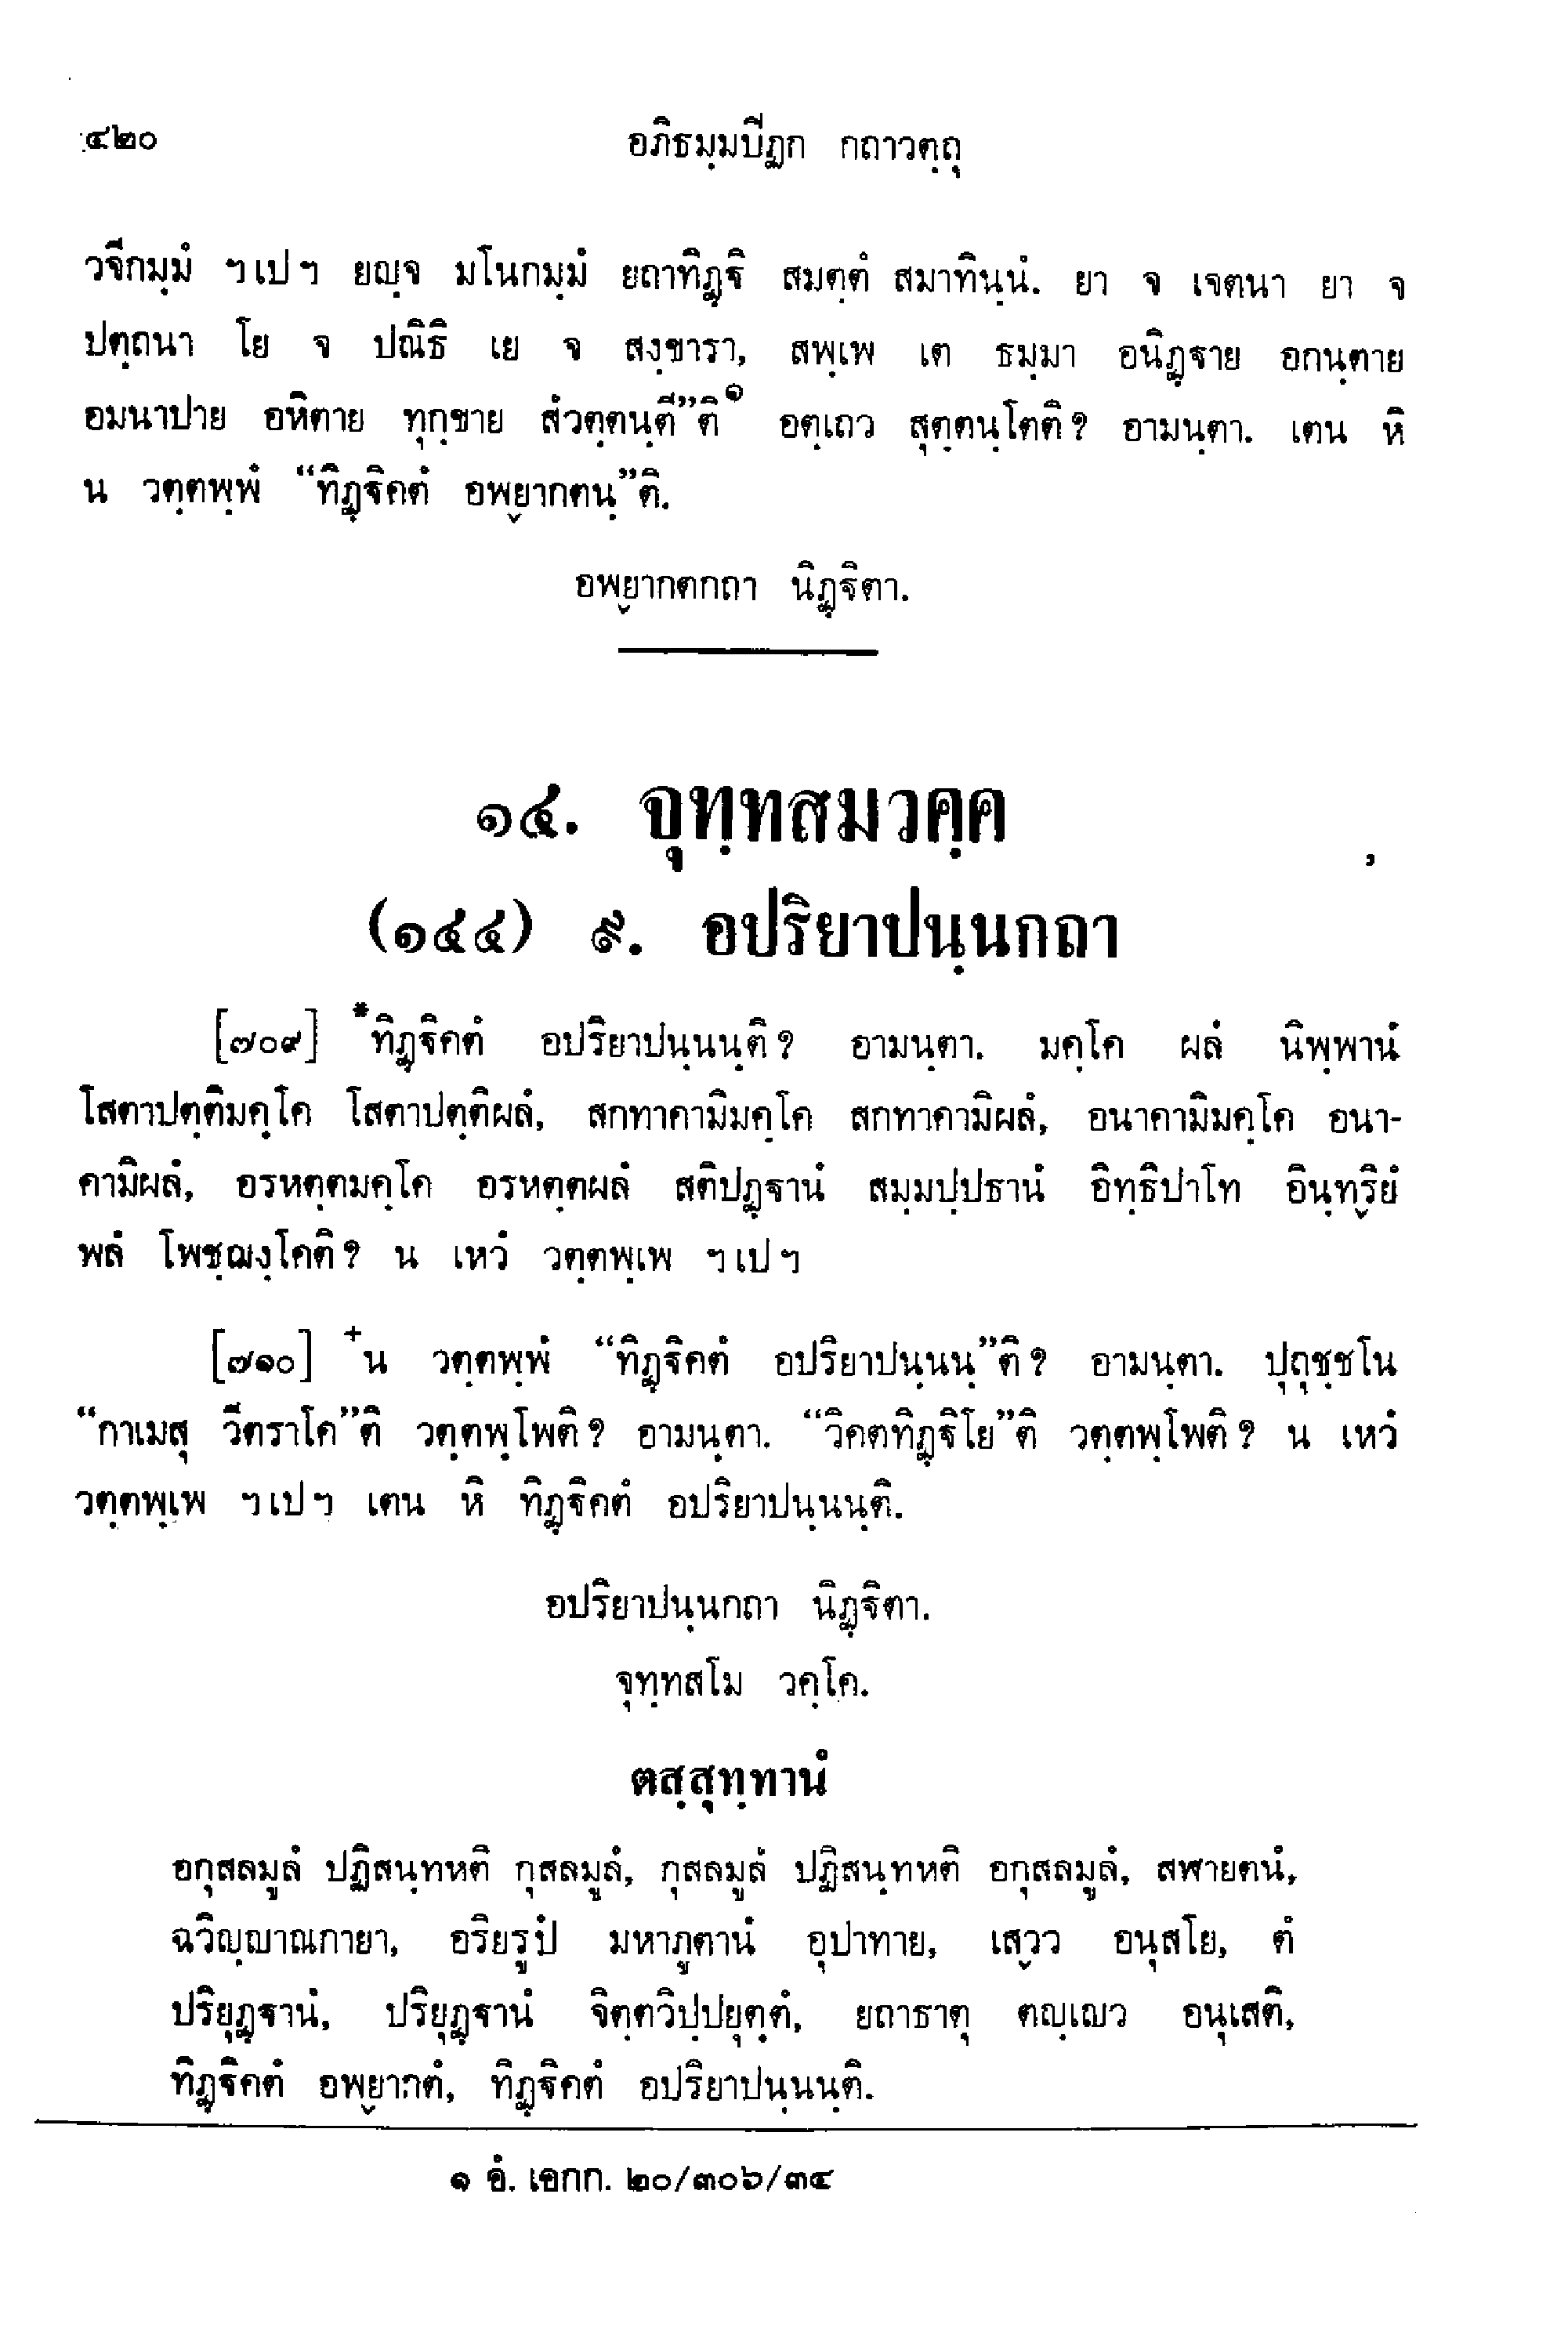 ๔๒๐ อภิธมฺมปิฏก กถาวตฺถุ
วจีกมฺมํ ฯเปฯ ยญฺจ มโนกมฺมํ ยถาทิฏฺฐิ สมตฺตํ สมาทินฺนํ. ยา จ เจตนา ยา จ
ปตฺถนา โย จ ปณิธิ เย จ สงฺขารา, สพฺเพ เต ธมฺมา อนิฏฺฐาย อกนฺตาย
อมนาปาย อหิตาย ทุกฺขาย สํวตฺตนฺตี”ติ๑ อตฺเถว สุตฺตนฺโตติ? อามนฺตา. เตน หิ
น วตฺตพฺพํ “ทิฏฺฐิคตํ อพฺยากตนฺ”ติ.
อพฺยากตกถา นิฏฺฐิตา.
๑๔. จุทฺทสมวคฺค
(๑๔๔) ๙. อปริยาปนฺนกถา
[๗๐๙] *ทิฏฺฐิคตํ อปริยาปนฺนนฺติ? อามนฺตา. มคฺโค ผลํ นิพฺพานํ
โสตาปตฺติมคฺโค โสตาปตฺติผลํ, สกทาคามิมคฺโค สกทาคามิผลํ, อนาคามิมคฺโค อนา-
คามิผลํ, อรหตฺตมคฺโค อรหตฺตผลํ สติปฏฺฐานํ สมฺมปฺปธานํ อิทฺธิปาโท อินฺทฺริยํ
พลํ โพชฺฌงฺโคติ? น เหวํ วตฺตพฺเพ ฯเปฯ
[๗๑๐] +น วตฺตพฺพํ “ทิฏฺฐิคตํ อปริยาปนฺนนฺ”ติ? อามนฺตา. ปุถุชฺชโน
“กาเมสุ วีตราโค”ติ วตฺตพฺโพติ? อามนฺตา. “วิคตทิฏฺฐิโย”ติ วตฺตพฺโพติ? น เหวํ
วตฺตพฺเพ ฯเปฯ เตน หิ ทิฏฺฐิคตํ อปริยาปนฺนนฺติ.
อปริยาปนฺนกถา นิฏฺฐิตา.
จุทฺทสโม วคฺโค.
ตสฺสุทฺทานํ
อกุสลมูลํ ปฏิสนฺทหติ กุสลมูลํ, กุสลมูลํ ปฏิสนฺทหติ อกุสลมูลํ, สฬายตนํ,
ฉวิญฺญาณกายา, อริยรูปํ มหาภูตานํ อุปาทาย, เสฺวว อนุสโย, ตํ
ปริยุฏฺฐานํ, ปริยุฏฺฐานํ จิตฺตวิปฺปยุตฺตํ, ยถาธาตุ ตญฺเญว อนุเสติ,
ทิฏฺฐิคตํ อพฺยากตํ, ทิฏฺฐิคตํ อปริยาปนฺนนฺติ.
๑ อํ. เอกก. ๒๐/๓๐๖/๓๔